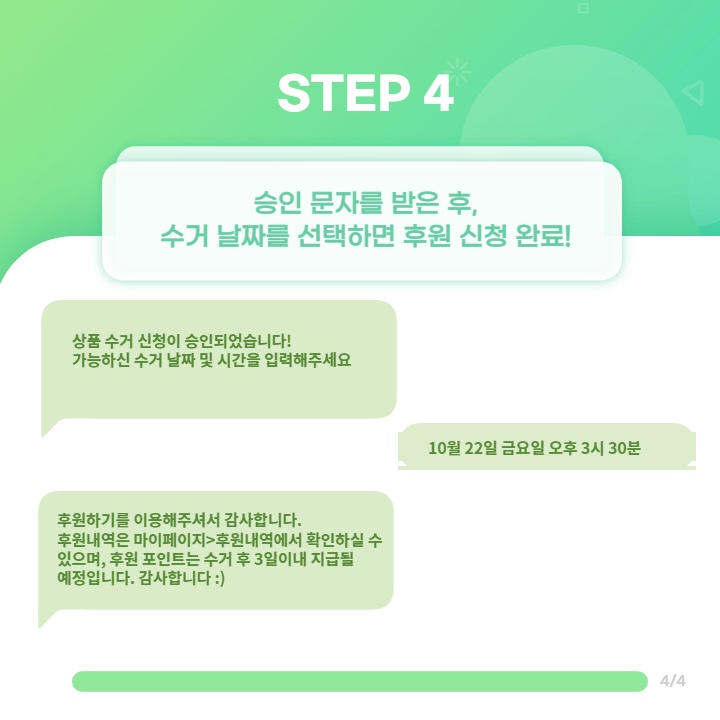 STEP 4
승인 문자를 받은 후,
수거 날짜를 선택하면 후원 신청 완료!
상품 수거 신청이 승인되었습니다!
가능하신 수거 날짜 및 시간을 입력해주세요
10월 22일 금요일 오후 3시 30분
후원하기를 이용해주셔서 감사합니다.
후원내역은 마이페이지>후원내역에서 확인하실 수
있으며, 후원 포인트는 수거 후 3일이내 지급될
예정입니다. 감사합니다 :)
4/4